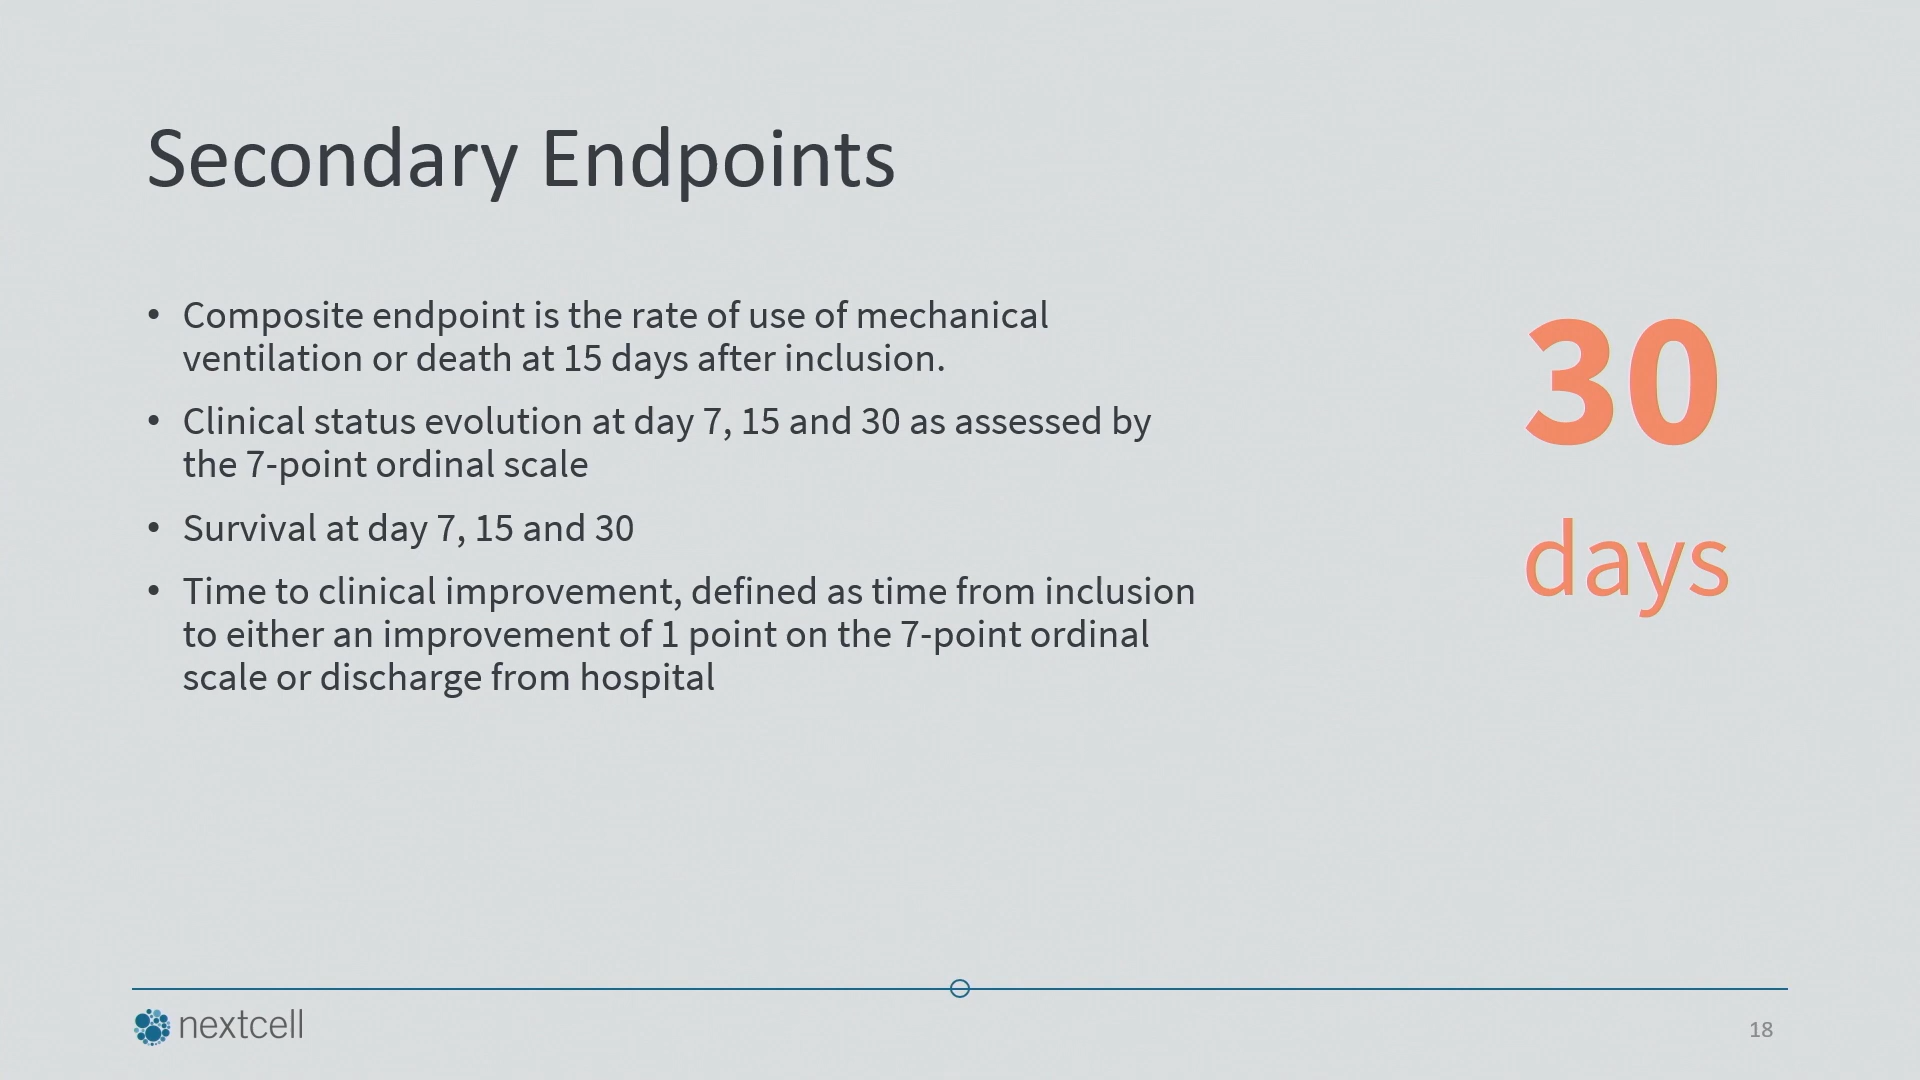 Secondary Endpoints
• Composite endpoint is the rate of use of mechanical
ventilation or death at 15 days after inclusion.
• Clinical status evolution at day 7, 15 and 30 as assessed by
the 7-point ordinal scale
• Survival at day 7, 15 and 30
• Time to clinical improvement, defined as time from inclusion
to either an improvement of 1 point on the 7-point ordinal
scale or discharge from hospital
30
days
nextcell
18